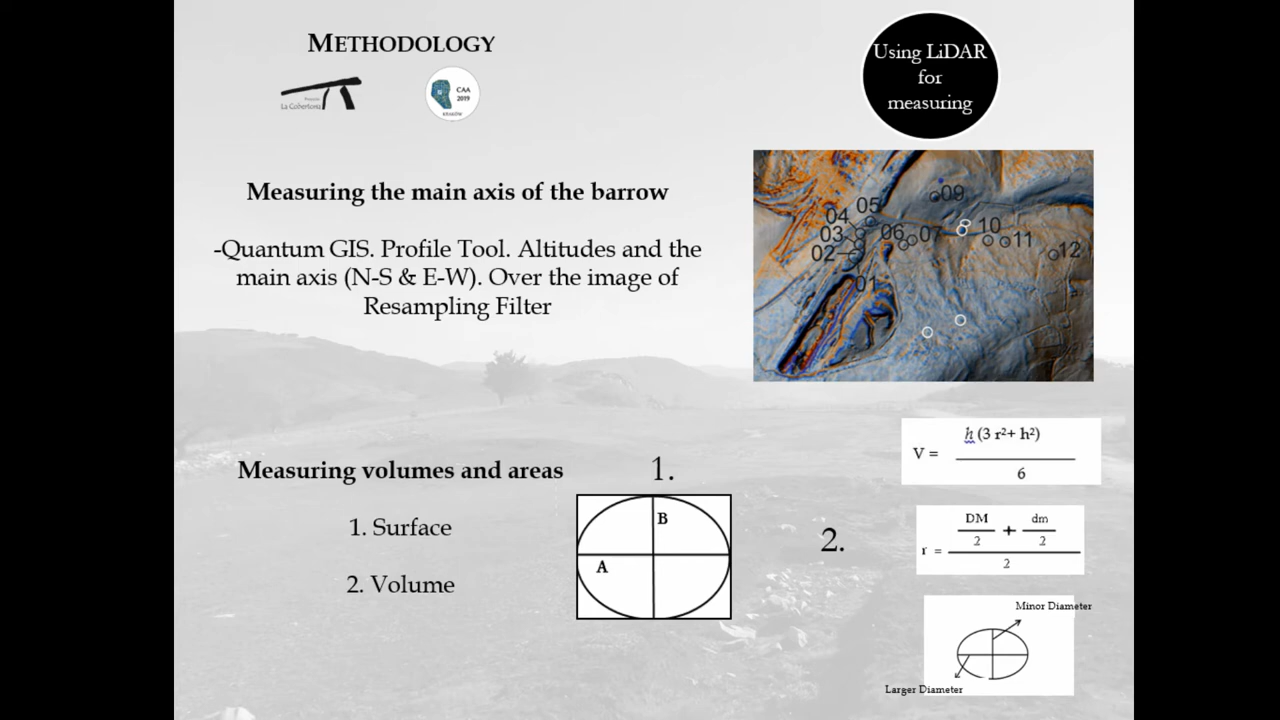 METHODOLOGY
Using LiDAR
for
measuring
La Cobertoria
CAA
2019
KRAKÓW
Measuring the main axis of the barrow
-Quantum GIS. Profile Tool. Altitudes and the
main axis (N-S & E-W). Over the image of
Resampling Filter
09
05
04
03
02
01
06
07
8
10
11
12
Measuring volumes and areas
1. Surface
2. Volume
1.
B
A
2.
V = h (3 r²+ h²)
6
r = DM/2 + dm/2
2
Minor Diameter
Larger Diameter